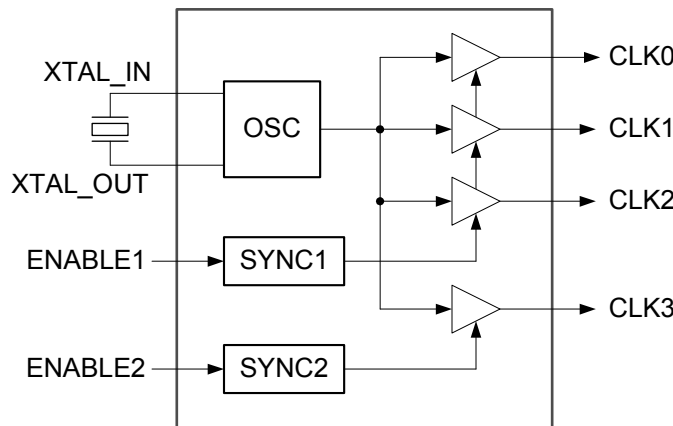 XTAL_IN
OSC
XTAL_OUT
CLK0
CLK1
CLK2
ENABLE1
SYNC1
CLK3
ENABLE2
SYNC2